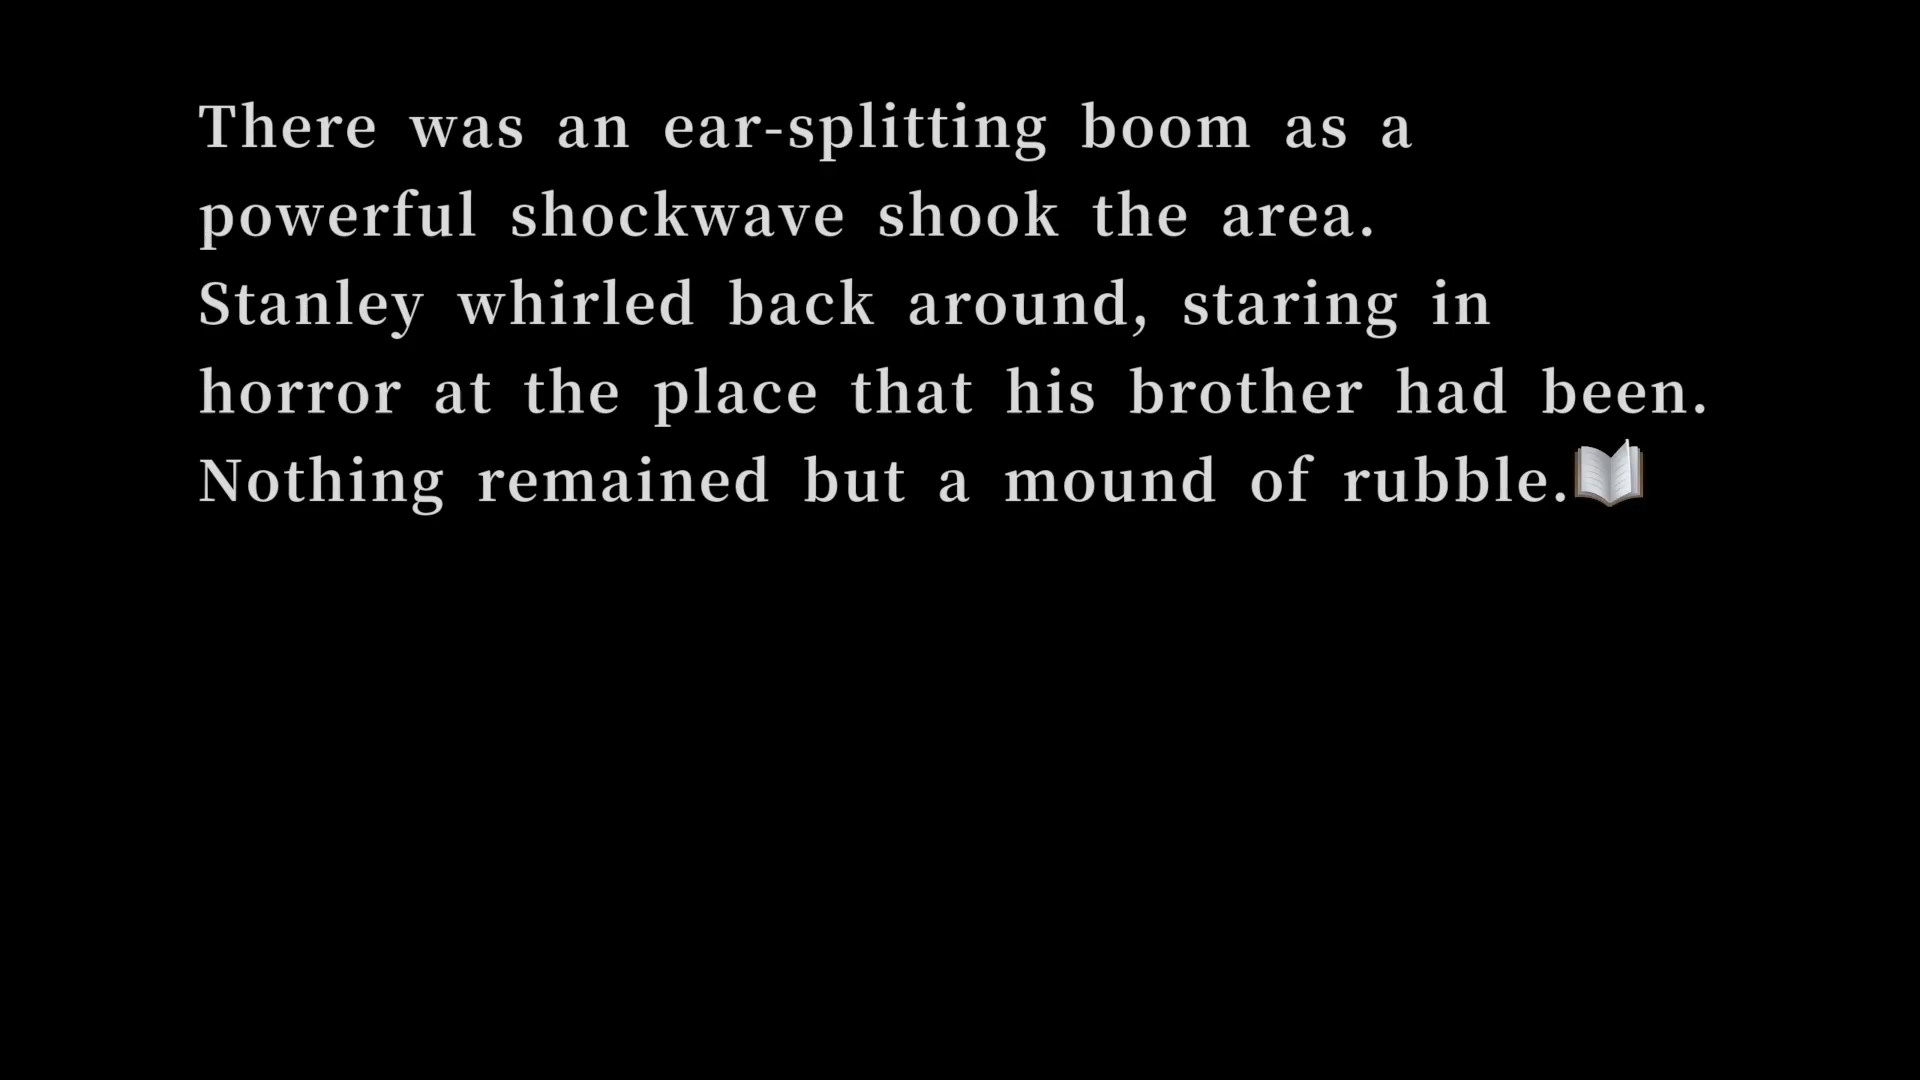 There was an ear-splitting boom as a
powerful shockwave shook the area.
Stanley whirled back around, staring in
horror at the place that his brother had been.
Nothing remained but a mound of rubble.